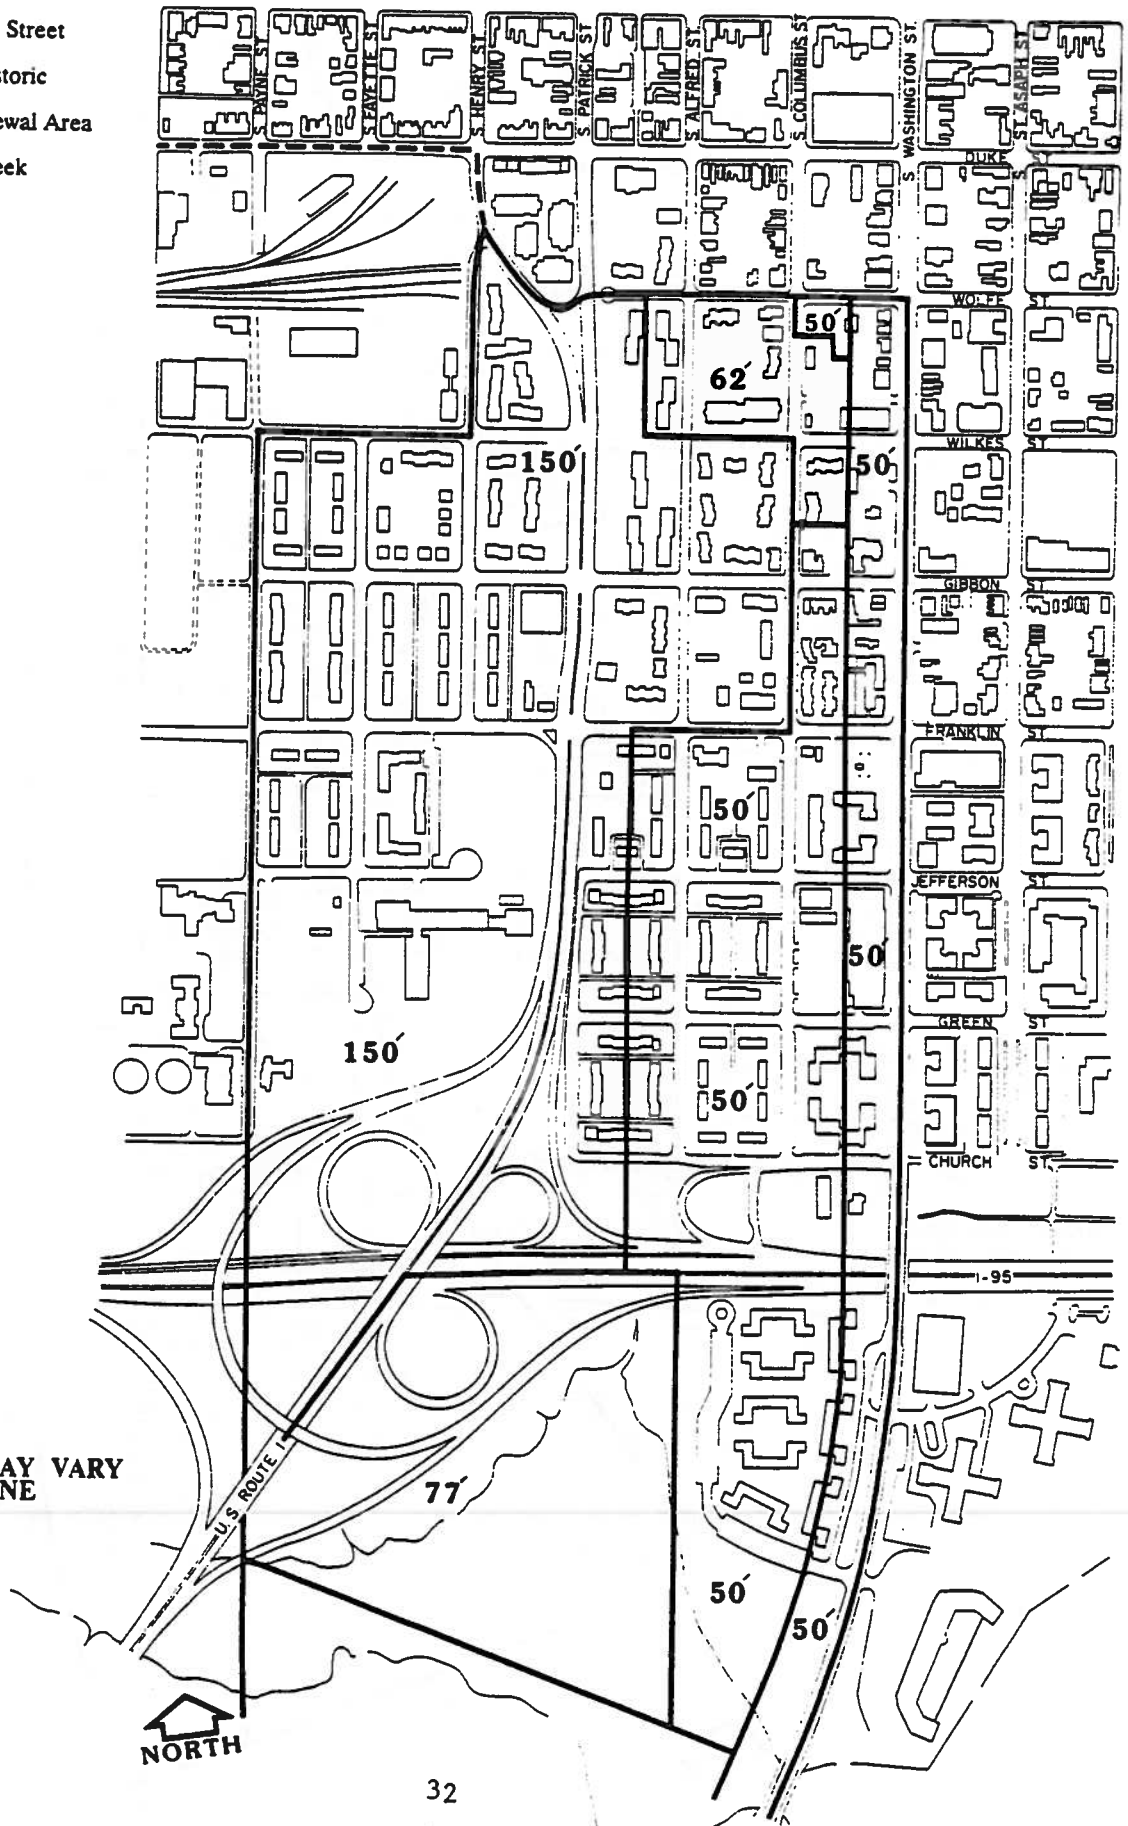 Street
storic
ewal Area
eek
S. PAYNE ST.
S. FAYETTE ST.
S. HENRY ST.
S. PATRICK ST
S. ALFRED ST.
S. COLUMBUS ST
S WASHINGTON ST.
S ST. ASAPH ST.
DUKE ST
WOLFE ST.
50'
62'
WILKES ST.
150'
50'
GIBBON ST.
FRANKLIN ST.
50'
JEFFERSON ST.
50'
GREEN ST
150'
50'
CHURCH ST.
I-95
AY VARY
NE
77'
U.S. ROUTE 1
50'
50'
NORTH
32